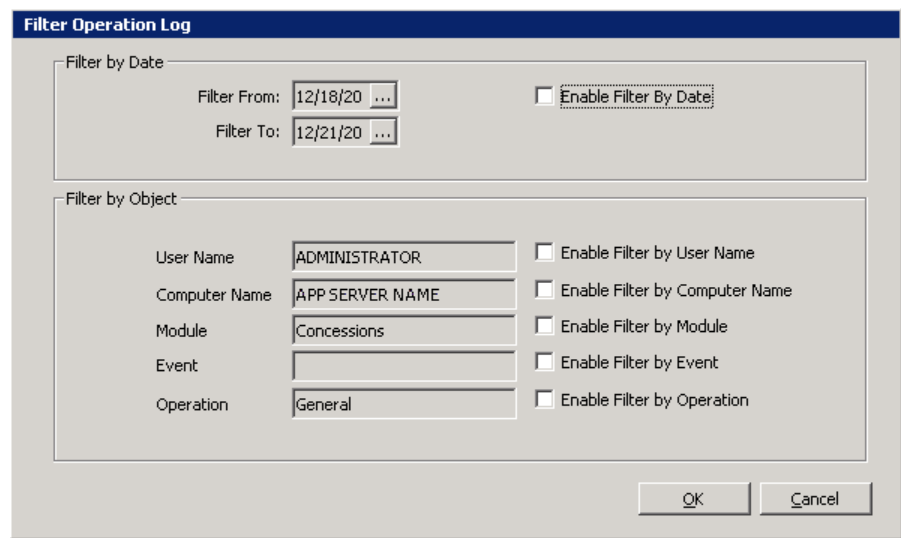 Filter Operation Log
Filter by Date
Filter From: 12/18/20 ... Enable Filter By Date
Filter To: 12/21/20 ...
Filter by Object
User Name ADMINISTRATOR Enable Filter by User Name
Computer Name APP SERVER NAME Enable Filter by Computer Name
Module Concessions Enable Filter by Module
Event Enable Filter by Event
Operation General Enable Filter by Operation
OK Cancel